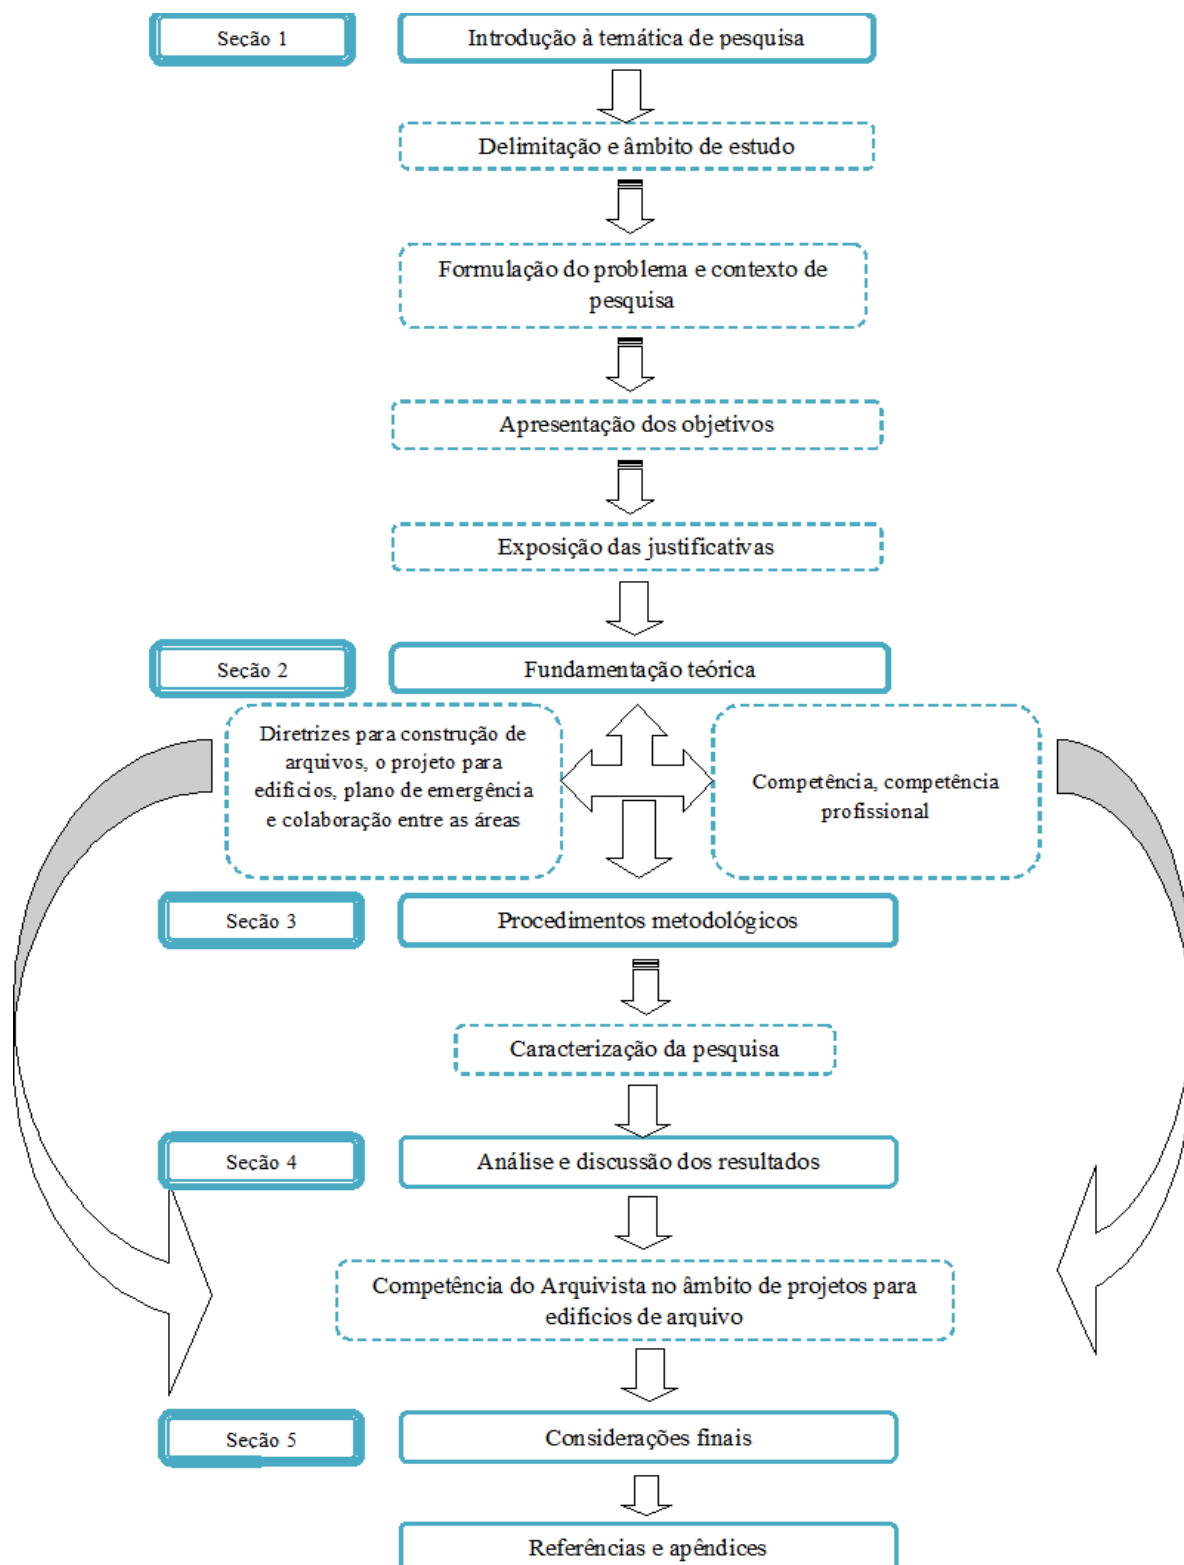 Seção 1
Introdução à temática de pesquisa
Delimitação e âmbito de estudo
Formulação do problema e contexto de
pesquisa
Apresentação dos objetivos
Exposição das justificativas
Seção 2
Fundamentação teórica
Diretrizes para construção de
arquivos, o projeto para
edifícios, plano de emergência
e colaboração entre as áreas
Competência, competência
profissional
Seção 3
Procedimentos metodológicos
Caracterização da pesquisa
Seção 4
Análise e discussão dos resultados
Competência do Arquivista no âmbito de projetos para
edifícios de arquivo
Seção 5
Considerações finais
Referências e apêndices